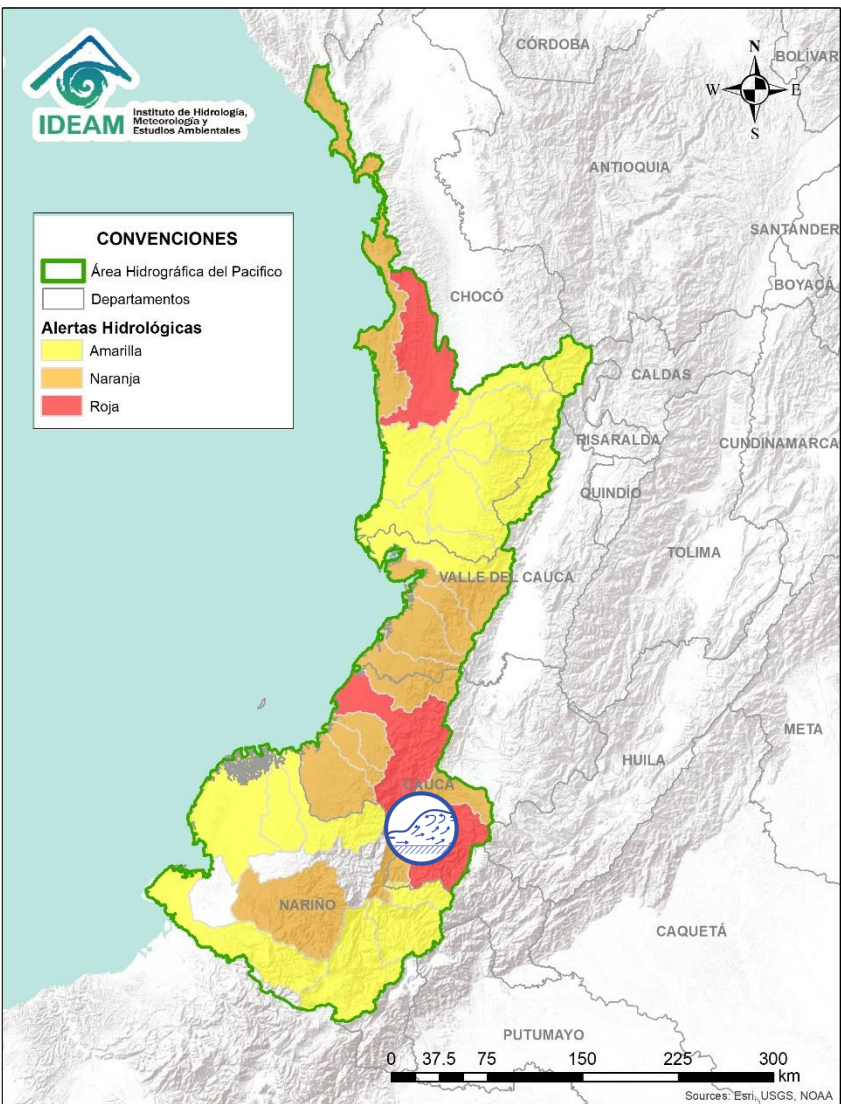 IDEAM
Instituto de Hidrología,
Meteorología y
Estudios Ambientales
N
W
E
S
CÓRDOBA
BOLÍVAR
ANTIOQUIA
SANTANDER
BOYACÁ
CHOCÓ
CALDAS
RISARALDA
CUNDINAMARCA
QUINDÍO
TOLIMA
VALLE DEL CAUCA
META
HUILA
CAUCA
NARIÑO
CAQUETÁ
PUTUMAYO
CONVENCIONES
Área Hidrográfica del Pacifico
Departamentos
Alertas Hidrológicas
Amarilla
Naranja
Roja
0 37.5 75 150 225 300
km
Sources: Esri, USGS, NOAA